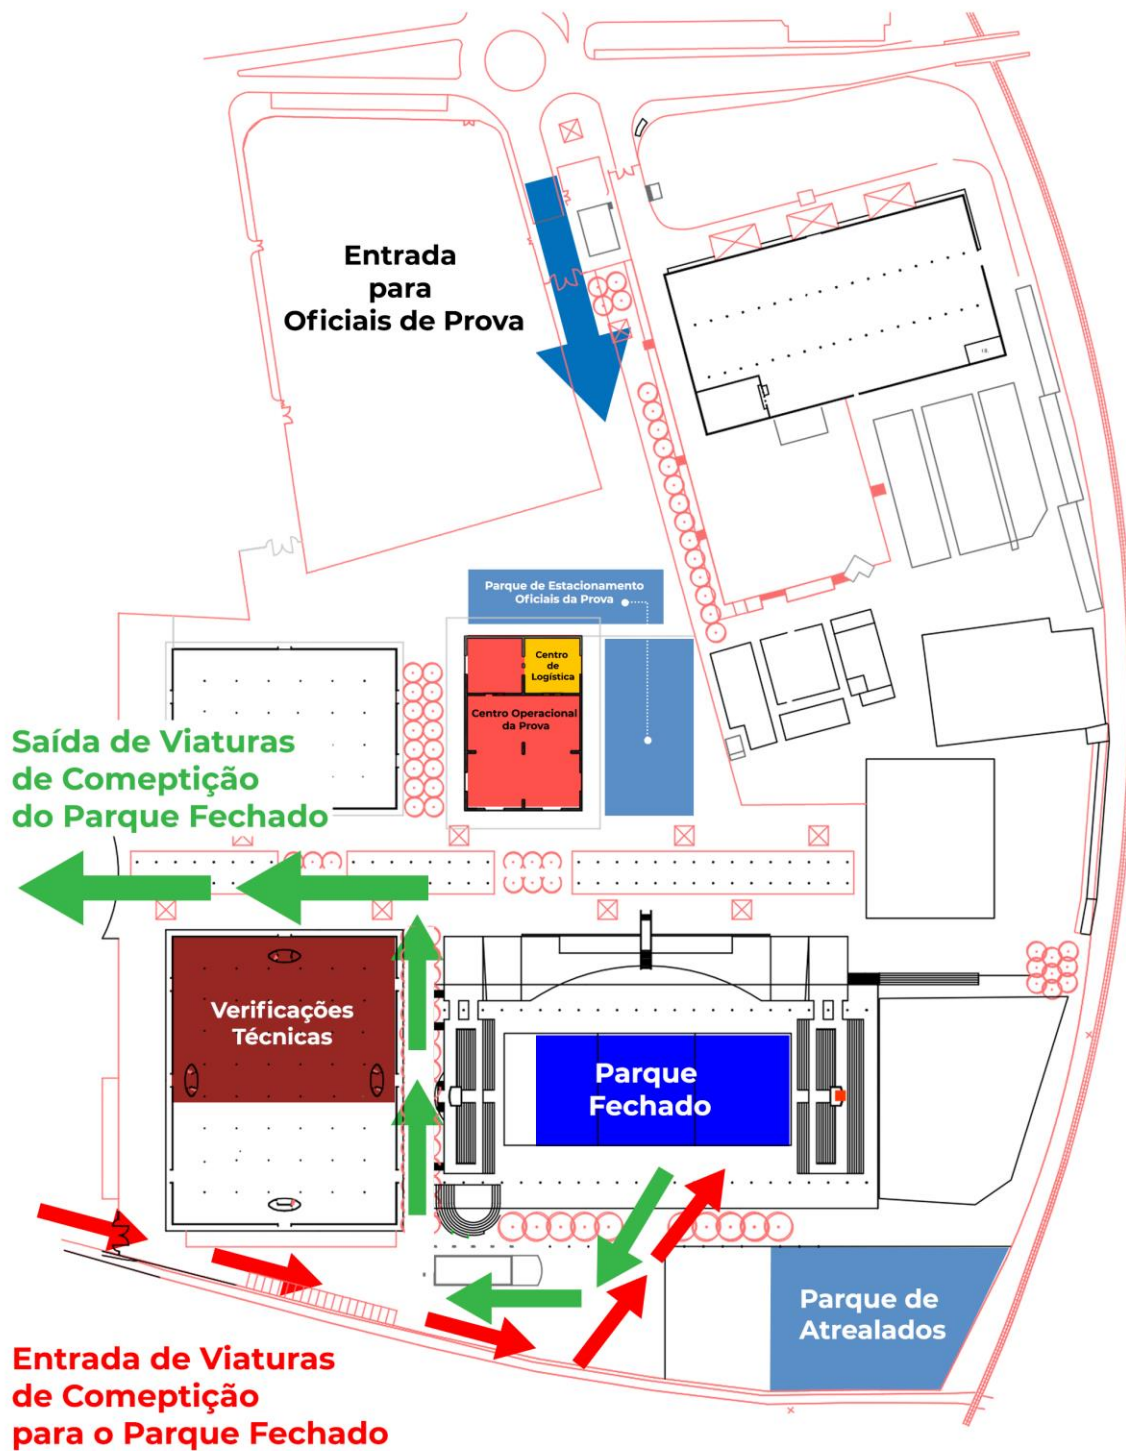 Entrada
para
Oficiais de Prova
Parque de Estacionamento
Oficiais da Prova
Centro
de
Logística
Centro Operacional
da Prova
Saída de Viaturas
de Comeptição
do Parque Fechado
Verificações
Técnicas
Parque
Fechado
Parque de
Atrealados
Entrada de Viaturas
de Comeptição
para o Parque Fechado